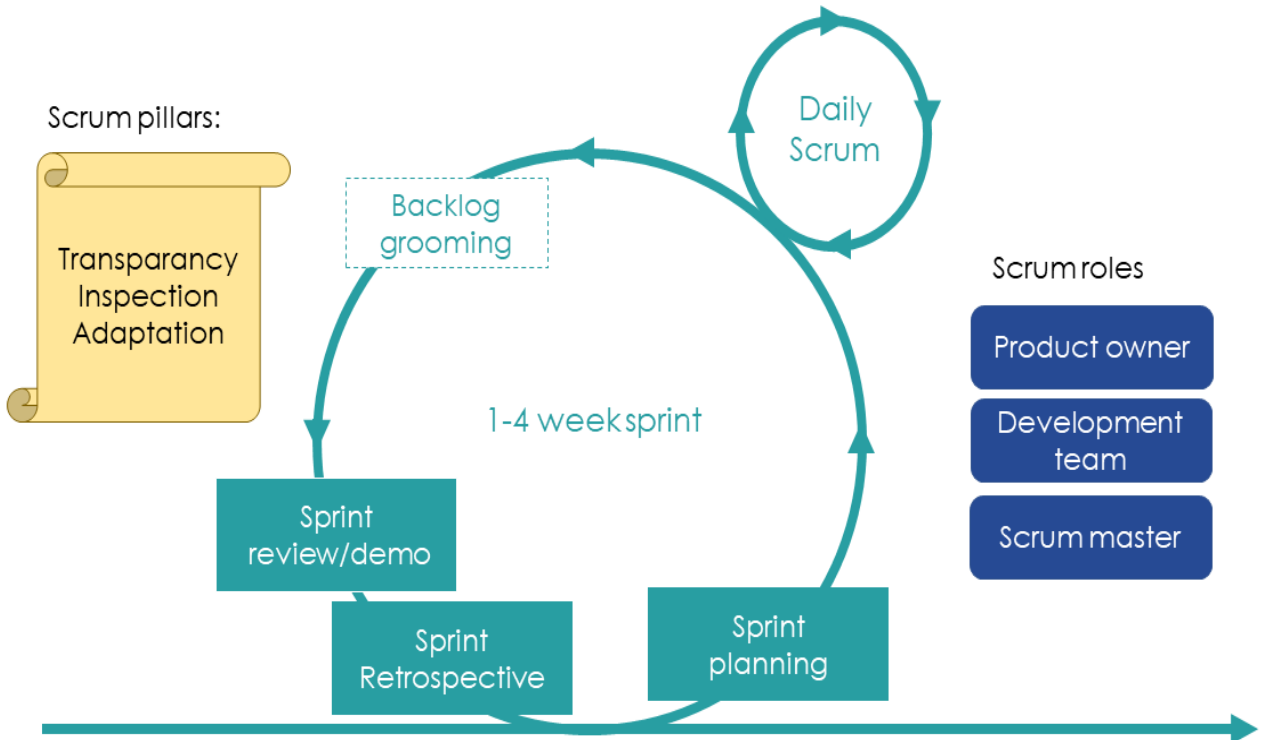 Scrum pillars:
Transparancy
Inspection
Adaptation
Daily
Scrum
Backlog
grooming
1-4 week sprint
Sprint
review/demo
Sprint
Retrospective
Sprint
planning
Scrum roles
Product owner
Development
team
Scrum master